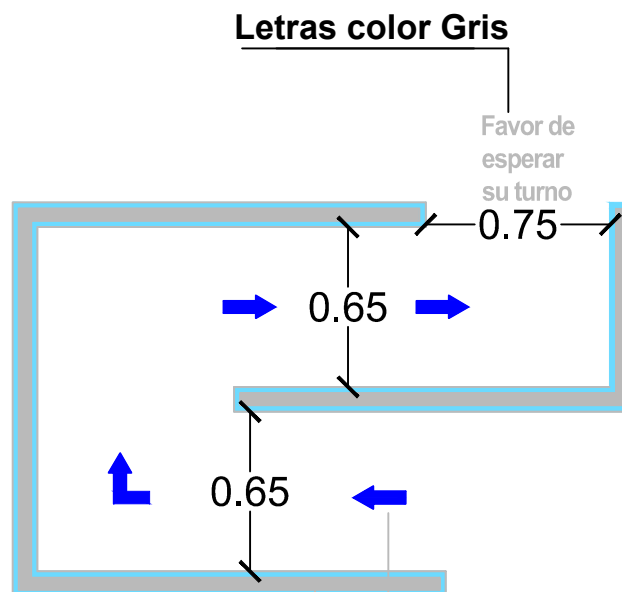 Letras color Gris
Favor de
esperar
su turno
0.75
0.65
0.65